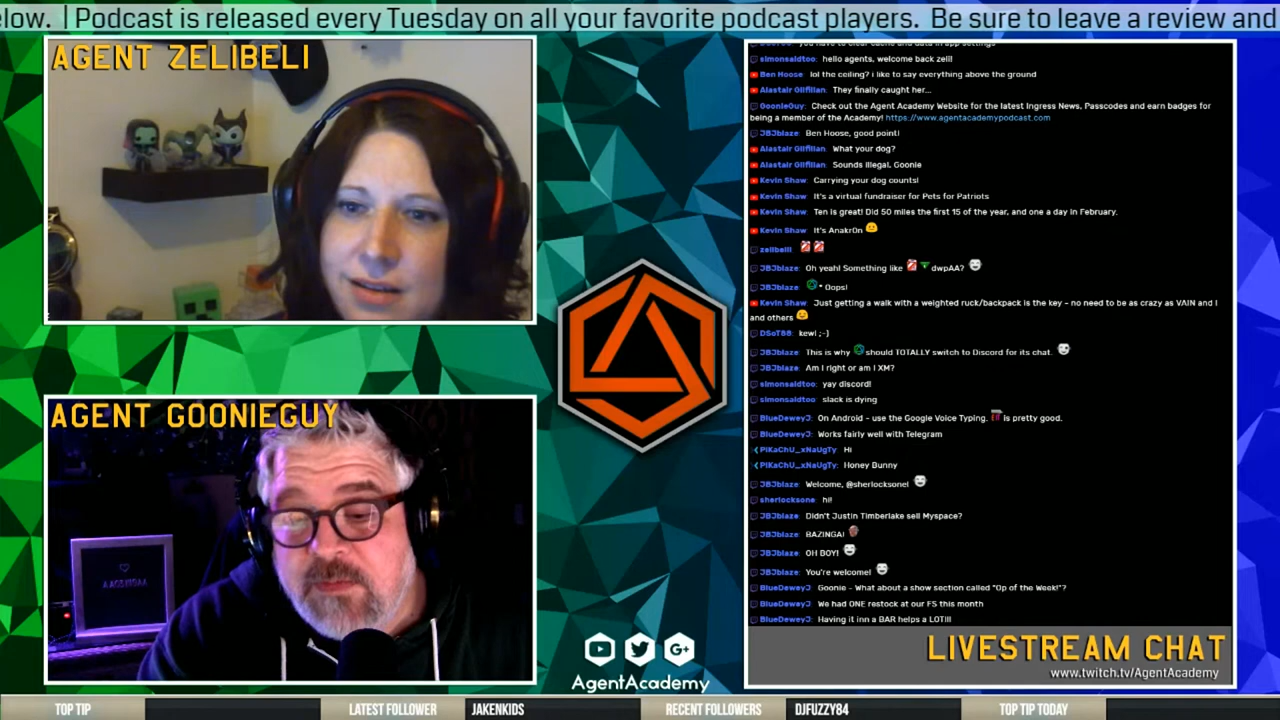 elow. | Podcast is released every Tuesday on all your favorite podcast players. Be sure to leave a review and
AGENT ZELIBELI
AGENT GOONIEGUY
AgentAcademy
you have to clear cache and data in app settings
simonsaidtoo: hello agents, welcome back zeli!
Ben Hoose lol the ceiling? i like to say everything above the ground
Alastair Gilfillan: They finally caught her...
GoonieGuy: Check out the Agent Academy Website for the latest Ingress News, Passcodes and earn badges for
being a member of the Academy! https://www.agentacademypodcast.com
JBJblaze: Ben Hoose, good point!
Alastair Gilfillan: What your dog?
Alastair Gilfillan: Sounds illegal, Goonie
Kevin Shaw: Carrying your dog counts!
Kevin Shaw: It's a virtual fundraiser for Pets for Patriots
Kevin Shaw: Ten is great! Did 50 miles the first 15 of the year, and one a day in February.
Kevin Shaw: It's Anakr0n
zelibeli:
JBJblaze: Oh yeah! Something like dwpAA?
JBJblaze: * Oops!
Kevin Shaw: Just getting a walk with a weighted ruck/backpack is the key - no need to be as crazy as VAIN and I
and others
DSoT88: kewl ;-)
JBJblaze: This is why should TOTALLY switch to Discord for its chat.
JBJblaze: Am I right or am I XM?
simonsaidtoo: yay discord!
simonsaidtoo: slack is dying
BlueDeweyJ: On Android - use the Google Voice Typing. is pretty good.
BlueDeweyJ: Works fairly well with Telegram
PiKaChU_xNaUgTy: Hi
PiKaChU_xNaUgTy: Honey Bunny
JBJblaze: Welcome, @sherlocksone!
sherlocksone: hi!
JBJblaze: Didn't Justin Timberlake sell Myspace?
JBJblaze: BAZINGA!
JBJblaze: OH BOY!
JBJblaze: You're welcome!
BlueDeweyJ Goonie - What about a show section called "Op of the Week!"?
BlueDeweyJ: We had ONE restock at our FS this month
BlueDeweyJ: Having it inn a BAR helps a LOT!!!
LIVESTREAM CHAT
www.twitch.tv/AgentAcademy
TOP TIP LATEST FOLLOWER JAKENKIDS RECENT FOLLOWERS DJFUZZY84 TOP TIP TODAY